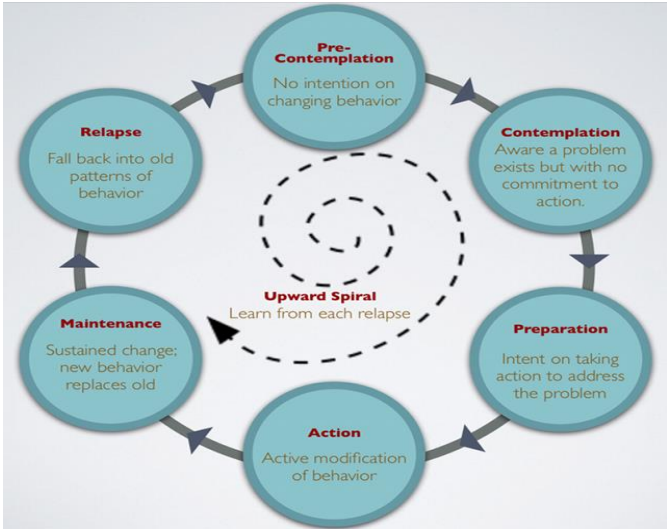 Pre-
Contemplation
No intention on
changing behavior
Contemplation
Aware a problem
exists but with no
commitment to
action.
Preparation
Intent on taking
action to address
the problem
Action
Active modification
of behavior
Maintenance
Sustained change;
new behavior
replaces old
Relapse
Fall back into old
patterns of
behavior
Upward Spiral
Learn from each relapse